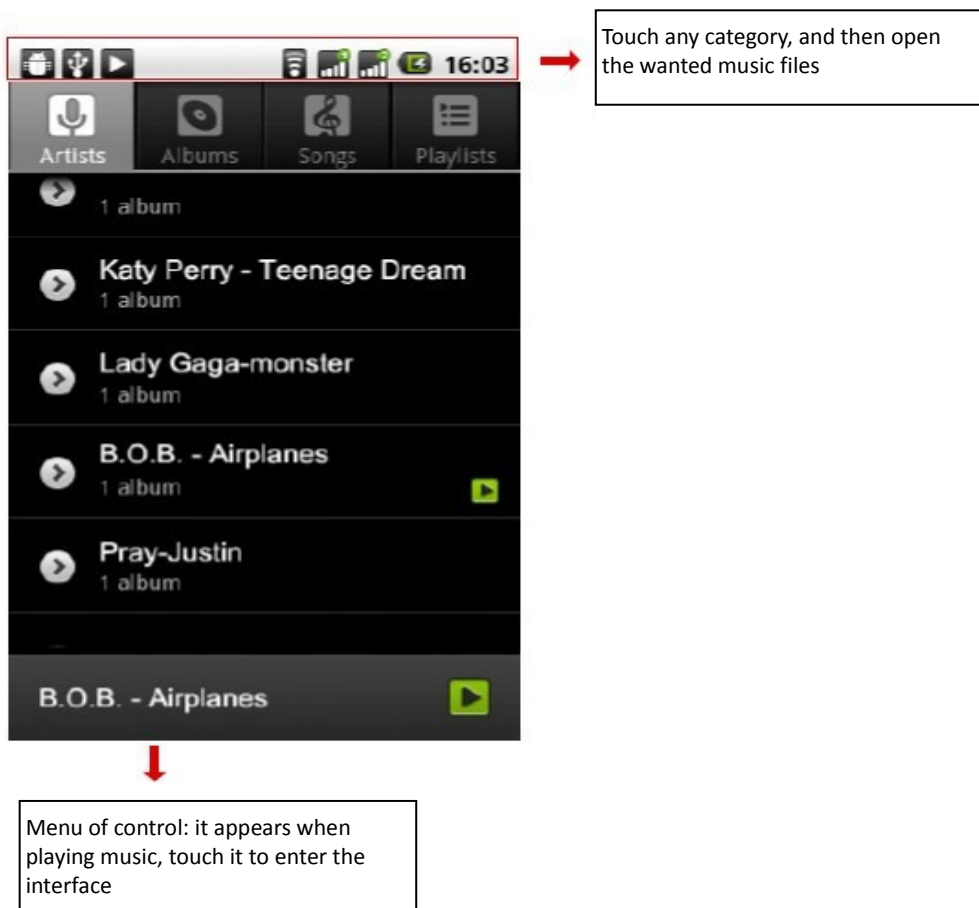 16:03
Touch any category, and then open
the wanted music files
Artists Albums Songs Playlists
1 album
Katy Perry - Teenage Dream
1 album
Lady Gaga-monster
1 album
B.O.B. - Airplanes
1 album
Pray-Justin
1 album
B.O.B. - Airplanes
Menu of control: it appears when
playing music, touch it to enter the
interface